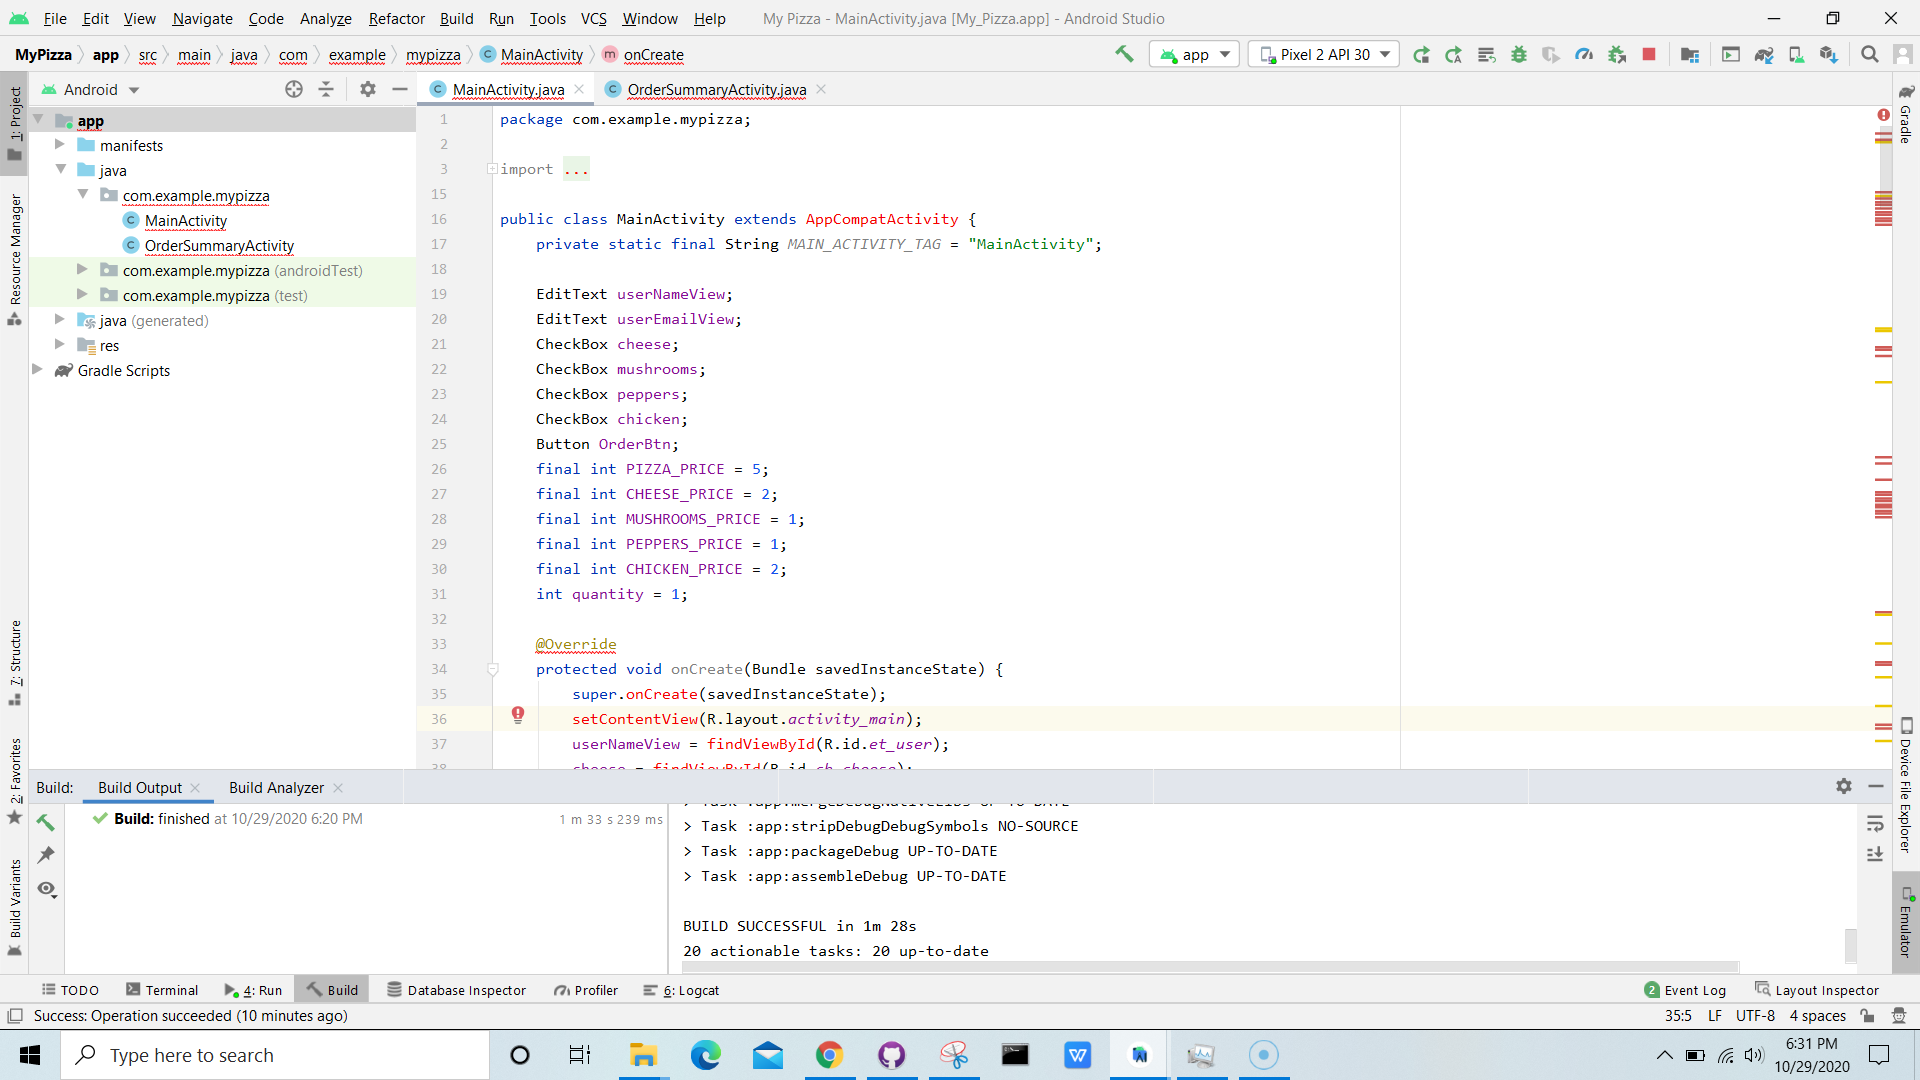 File Edit View Navigate Code Analyze Refactor Build Run Tools VCS Window Help My Pizza - MainActivity.java [My_Pizza.app] - Android Studio
MyPizza app src main java com example mypizza MainActivity onCreate app Pixel 2 API 30
Android
MainActivity.java
OrderSummaryActivity.java
1: Project
Resource Manager
7: Structure
2: Favorites
Build Variants
app
manifests
java
com.example.mypizza
MainActivity
OrderSummaryActivity
com.example.mypizza (androidTest)
com.example.mypizza (test)
java (generated)
res
Gradle Scripts
1 package com.example.mypizza;
2
3 import ...
15
16 public class MainActivity extends AppCompatActivity {
17 private static final String MAIN_ACTIVITY_TAG = "MainActivity";
18
19 EditText userNameView;
20 EditText userEmailView;
21 CheckBox cheese;
22 CheckBox mushrooms;
23 CheckBox peppers;
24 CheckBox chicken;
25 Button OrderBtn;
26 final int PIZZA_PRICE = 5;
27 final int CHEESE_PRICE = 2;
28 final int MUSHROOMS_PRICE = 1;
29 final int PEPPERS_PRICE = 1;
30 final int CHICKEN_PRICE = 2;
31 int quantity = 1;
32
33 @Override
34 protected void onCreate(Bundle savedInstanceState) {
35 super.onCreate(savedInstanceState);
36 setContentView(R.layout.activity_main);
37 userNameView = findViewById(R.id.et_user);
38 cheese = findViewById(R.id.ch_cheese);
Gradle
Device File Explorer
Emulator
Build: Build Output Build Analyzer
Build: finished at 10/29/2020 6:20 PM 1 m 33 s 239 ms
> Task :app:mergeDebugNativeLibs UP-TO-DATE
> Task :app:stripDebugDebugSymbols NO-SOURCE
> Task :app:packageDebug UP-TO-DATE
> Task :app:assembleDebug UP-TO-DATE
BUILD SUCCESSFUL in 1m 28s
20 actionable tasks: 20 up-to-date
TODO Terminal 4: Run Build Database Inspector Profiler 6: Logcat 2 Event Log Layout Inspector
Success: Operation succeeded (10 minutes ago) 35:5 LF UTF-8 4 spaces
Type here to search
6:31 PM
10/29/2020